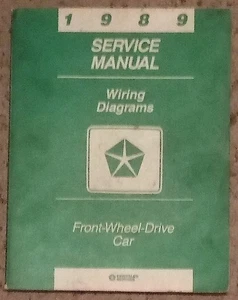 1 9 8 9
SERVICE
MANUAL
Wiring
Diagrams
Front-Wheel-Drive
Car